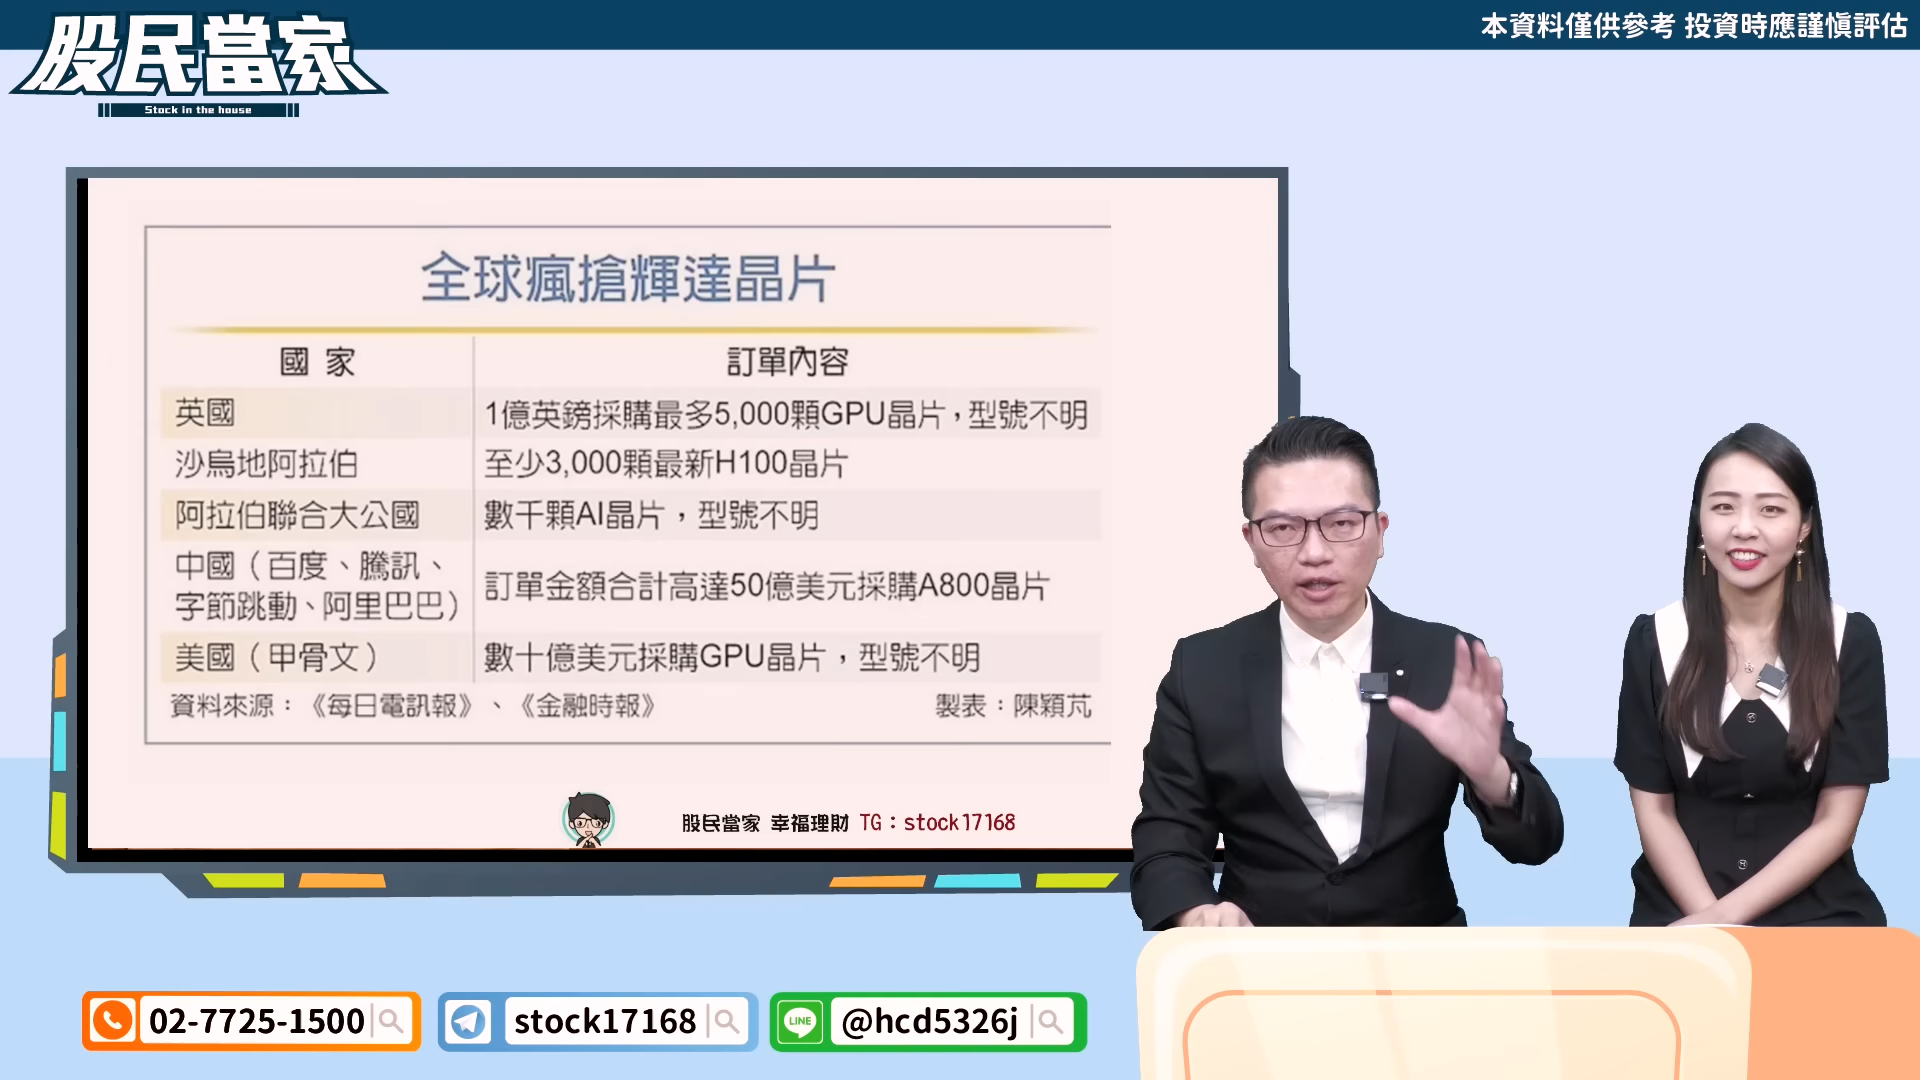 股民當家
Stock in the house
本資料僅供參考 投資時應謹慎評估
全球瘋搶輝達晶片
國家
訂單內容
英國
1億英鎊採購最多5,000顆GPU晶片，型號不明
沙烏地阿拉伯
至少3,000顆最新H100晶片
阿拉伯聯合大公國
數千顆AI晶片，型號不明
中國（百度、騰訊、
字節跳動、阿里巴巴）
訂單金額合計高達50億美元採購A800晶片
美國（甲骨文）
數十億美元採購GPU晶片，型號不明
資料來源：《每日電訊報》、《金融時報》
製表：陳穎芃
股民當家 幸福理財 TG：stock17168
02-7725-1500
stock17168
LINE
@hcd5326j